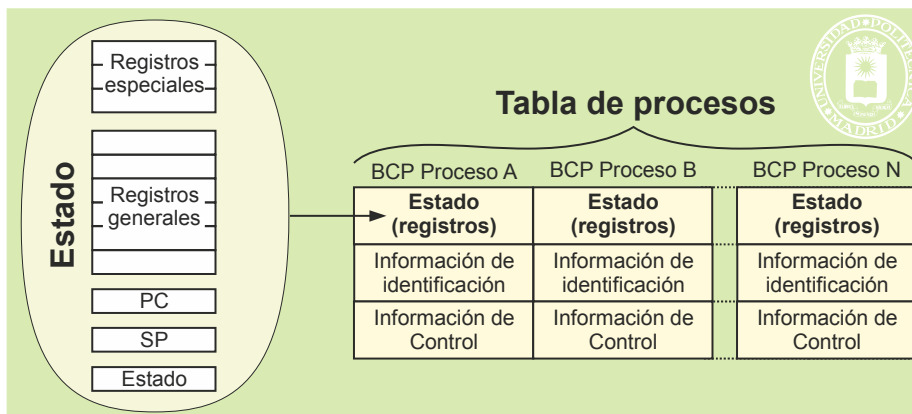 Registros
especiales
Registros
generales
PC
SP
Estado
Estado
Tabla de procesos
BCP Proceso A
BCP Proceso B
BCP Proceso N
Estado
(registros)
Estado
(registros)
Estado
(registros)
Información de
identificación
Información de
identificación
Información de
identificación
Información de
Control
Información de
Control
Información de
Control
UNIVERSIDAD POLITECNICA
MADRID